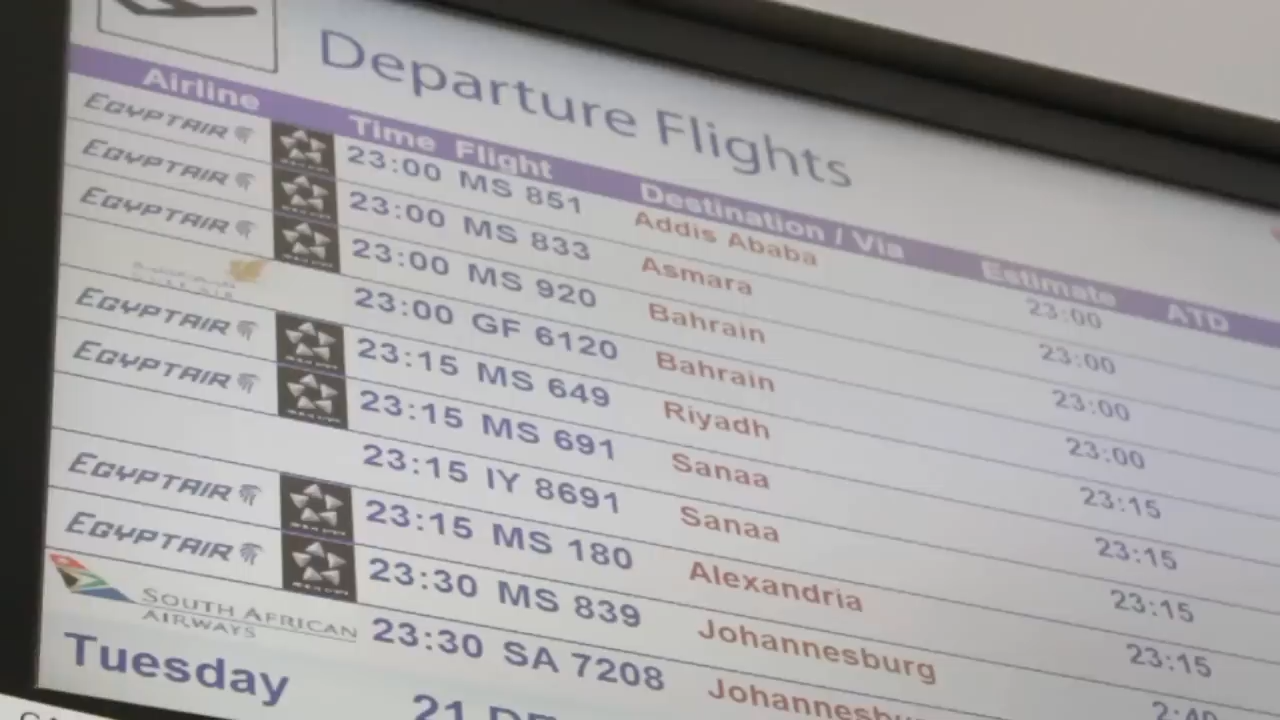 Departure Flights
Airline Time Flight Destination / Via Estimate ATD
EGYPTAIR 23:00 MS 851 Addis Ababa 23:00
EGYPTAIR 23:00 MS 833 Asmara 23:00
EGYPTAIR 23:00 MS 920 Bahrain 23:00
23:00 GF 6120 Bahrain 23:00
EGYPTAIR 23:15 MS 649 Riyadh 23:15
EGYPTAIR 23:15 MS 691 Sanaa 23:15
23:15 IY 8691 Sanaa 23:15
EGYPTAIR 23:15 MS 180 Alexandria 23:15
EGYPTAIR 23:30 MS 839 Johannesburg
SOUTH AFRICAN AIRWAYS 23:30 SA 7208
Tuesday 21